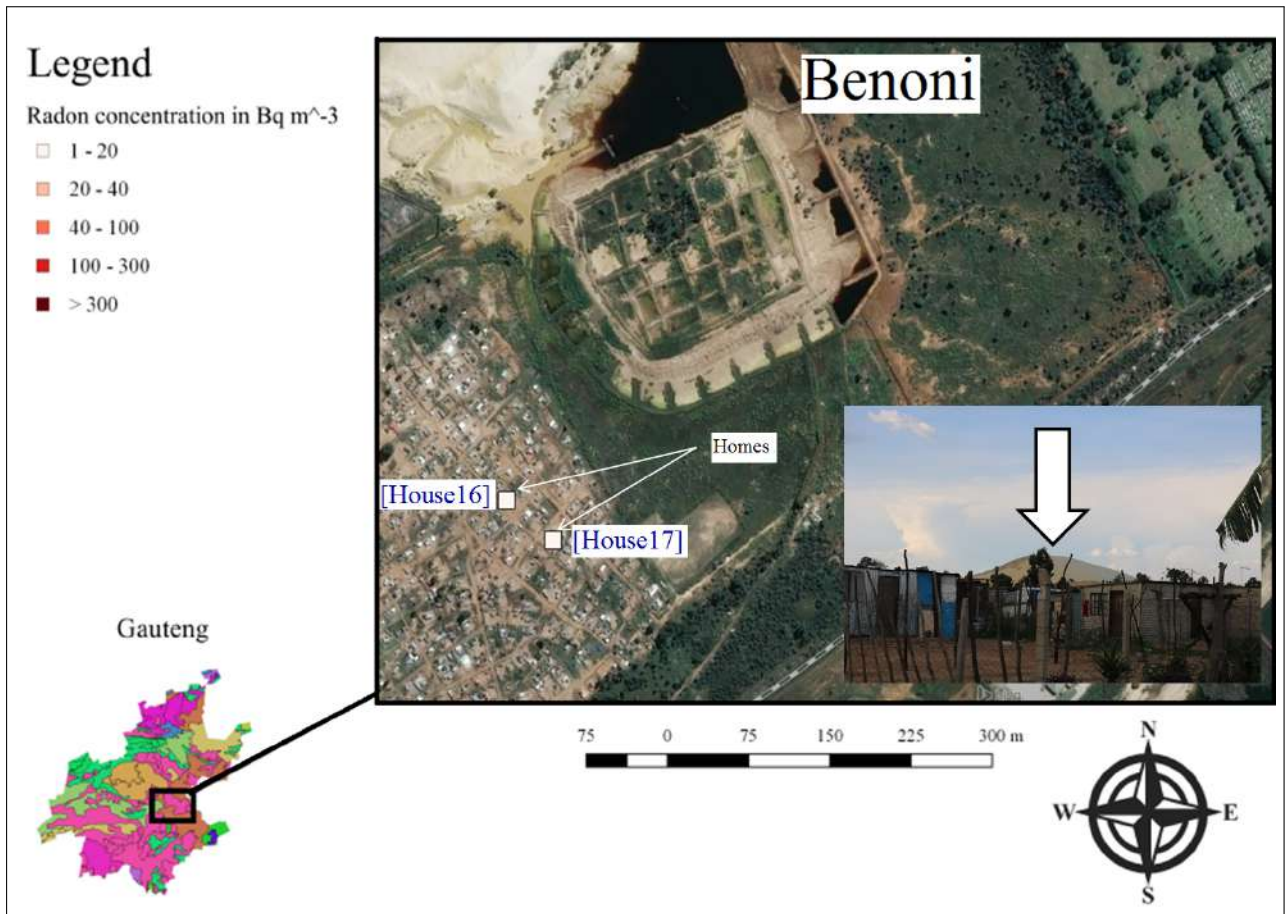 Legend
Radon concentration in Bq m^-3
1 - 20
20 - 40
40 - 100
100 - 300
> 300
Benoni
Homes
[House16]
[House17]
Gauteng
75 0 75 150 225 300 m
N
W E
S